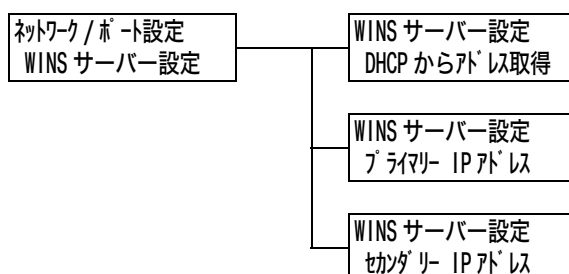 ﾈｯﾄﾜｰｸ / ﾎﾟｰﾄ設定
WINS サーバー設定
WINS サーバー設定
DHCP からｱﾄﾞﾚｽ取得
WINS サーバー設定
ﾌﾟﾗｲﾏﾘｰ IP ｱﾄﾞﾚｽ
WINS サーバー設定
ｾｶﾝﾀﾞﾘｰ IP ｱﾄﾞﾚｽ